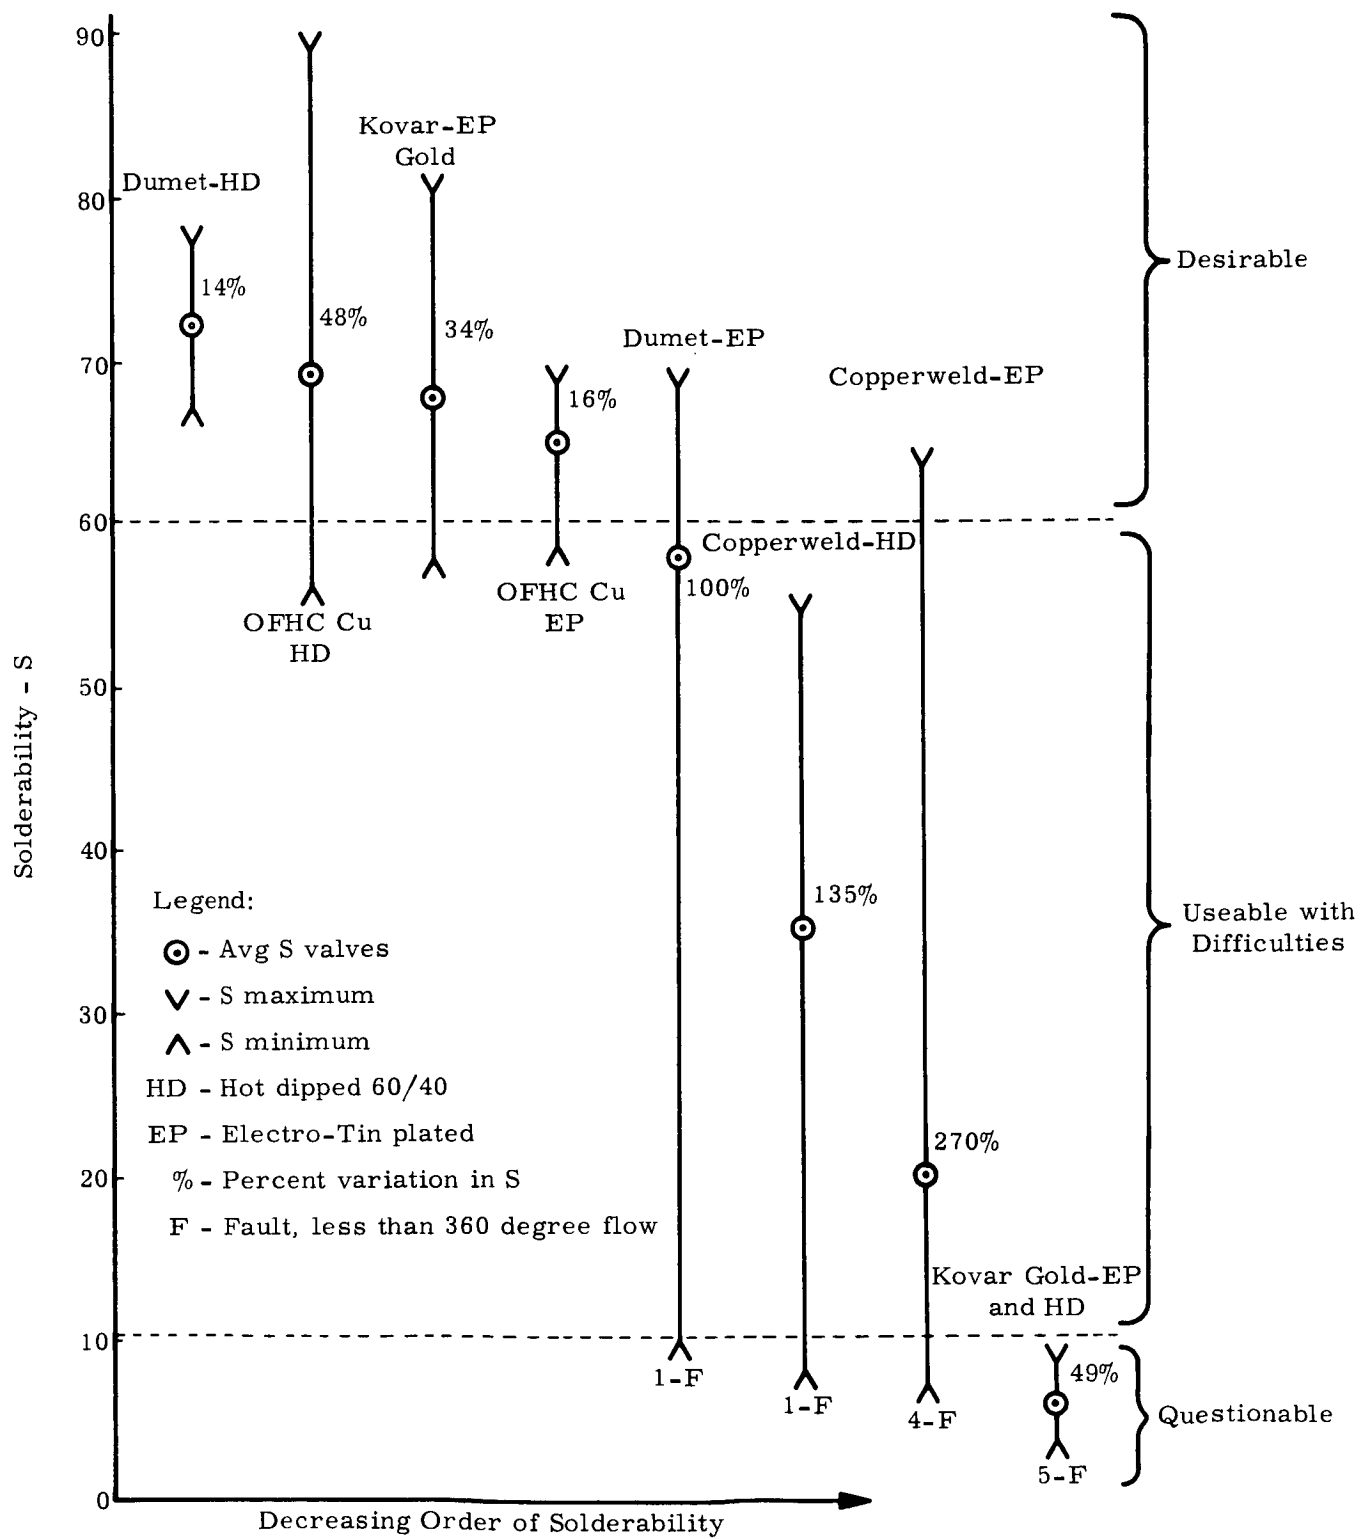 90
80
70
60
50
40
30
20
10
0
Solderability - S
Decreasing Order of Solderability
Dumet-HD
14%
48%
OFHC Cu
HD
Kovar-EP
Gold
34%
16%
OFHC Cu
EP
Dumet-EP
100%
1-F
Copperweld-HD
135%
1-F
Copperweld-EP
270%
4-F
Kovar Gold-EP
and HD
49%
5-F
Desirable
Useable with
Difficulties
Questionable
Legend:
- Avg S valves
- S maximum
- S minimum
HD - Hot dipped 60/40
EP - Electro-Tin plated
% - Percent variation in S
F - Fault, less than 360 degree flow